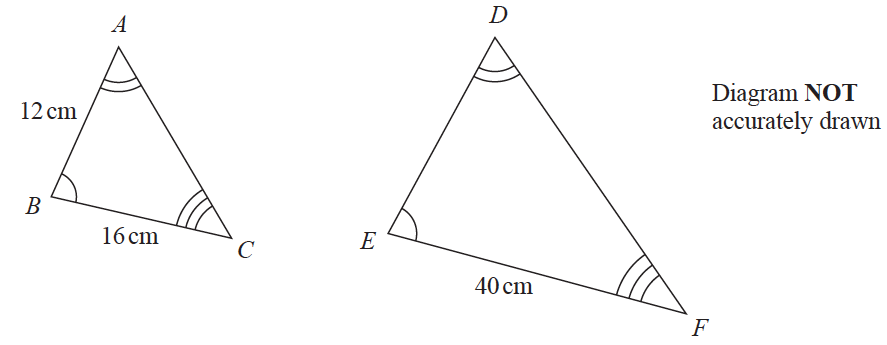 A
12 cm
B
16 cm
C
D
E
40 cm
F
Diagram NOT
accurately drawn